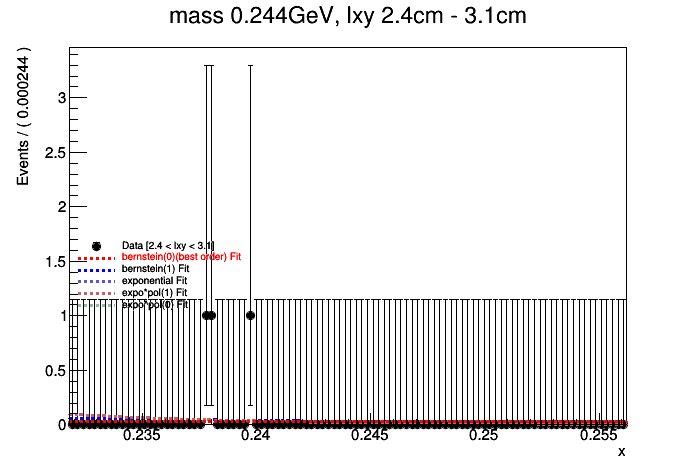 mass 0.244GeV, lxy 2.4cm - 3.1cm
Events / ( 0.000244 )
3
2.5
2
Data [2.4 < lxy < 3.1]
bernstein(0)(best order) Fit
1.5
bernstein(1) Fit
exponential Fit
expo*pol(1) Fit
expo*pol(0) Fit
1
0.5
0
0.235 0.24 0.245 0.25 0.255
x